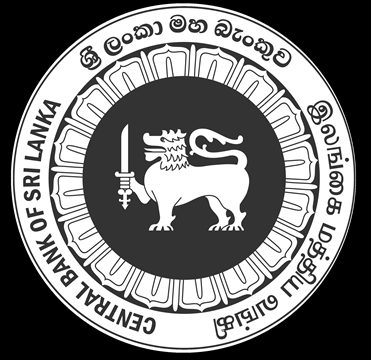 ශ්‍රී ලංකා මහ බැංකුව
இலங்கை மத்திய வங்கி
CENTRAL BANK OF SRI LANKA